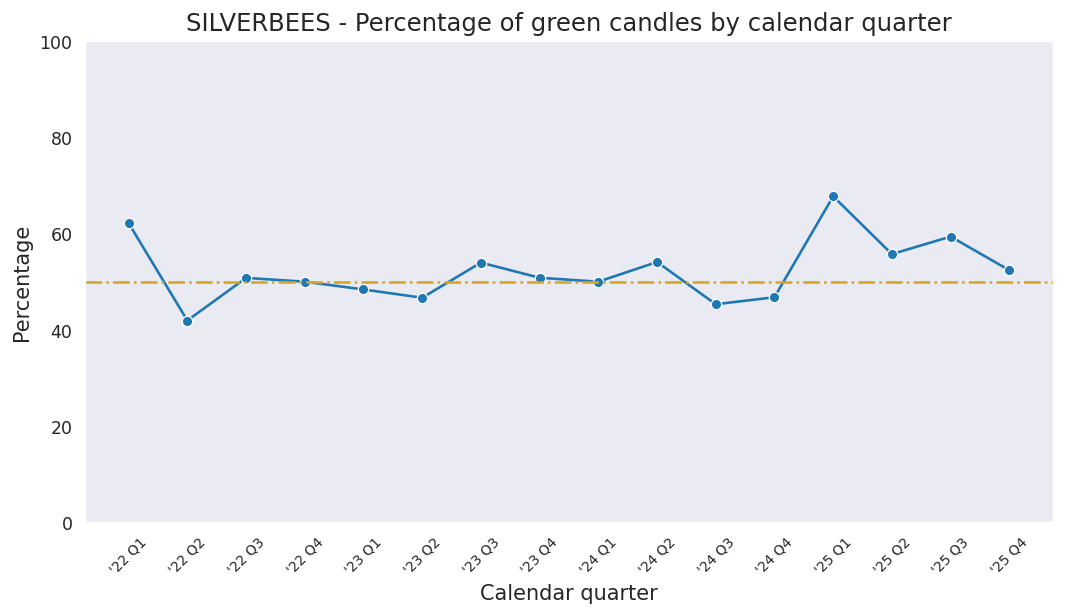 SILVERBEES - Percentage of green candles by calendar quarter
100
80
60
40
20
0
Percentage
'22 Q1
'22 Q2
'22 Q3
'22 Q4
'23 Q1
'23 Q2
'23 Q3
'23 Q4
'24 Q1
'24 Q2
'24 Q3
'24 Q4
'25 Q1
'25 Q2
'25 Q3
'25 Q4
Calendar quarter